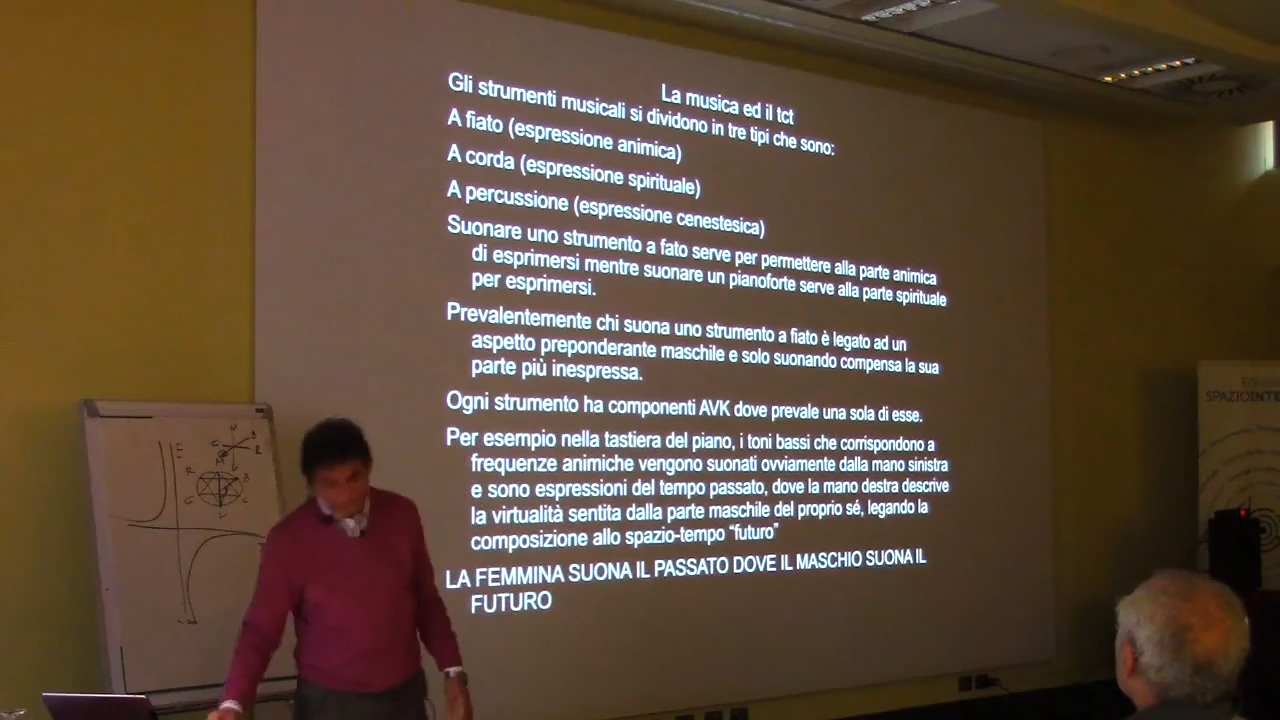 La musica ed il tct
Gli strumenti musicali si dividono in tre tipi che sono:
A fiato (espressione animica)
A corda (espressione spirituale)
A percussione (espressione cenestesica)
Suonare uno strumento a fato serve per permettere alla parte animica
di esprimersi mentre suonare un pianoforte serve alla parte spirituale
per esprimersi.
Prevalentemente chi suona uno strumento a fiato è legato ad un
aspetto preponderante maschile e solo suonando compensa la sua
parte più inespressa.
Ogni strumento ha componenti AVK dove prevale una sola di esse.
Per esempio nella tastiera del piano, i toni bassi che corrispondono a
frequenze animiche vengono suonati ovviamente dalla mano sinistra
e sono espressioni del tempo passato, dove la mano destra descrive
la virtualità sentita dalla parte maschile del proprio sé, legando la
composizione allo spazio-tempo “futuro”
LA FEMMINA SUONA IL PASSATO DOVE IL MASCHIO SUONA IL
FUTURO
SPAZIOINTE